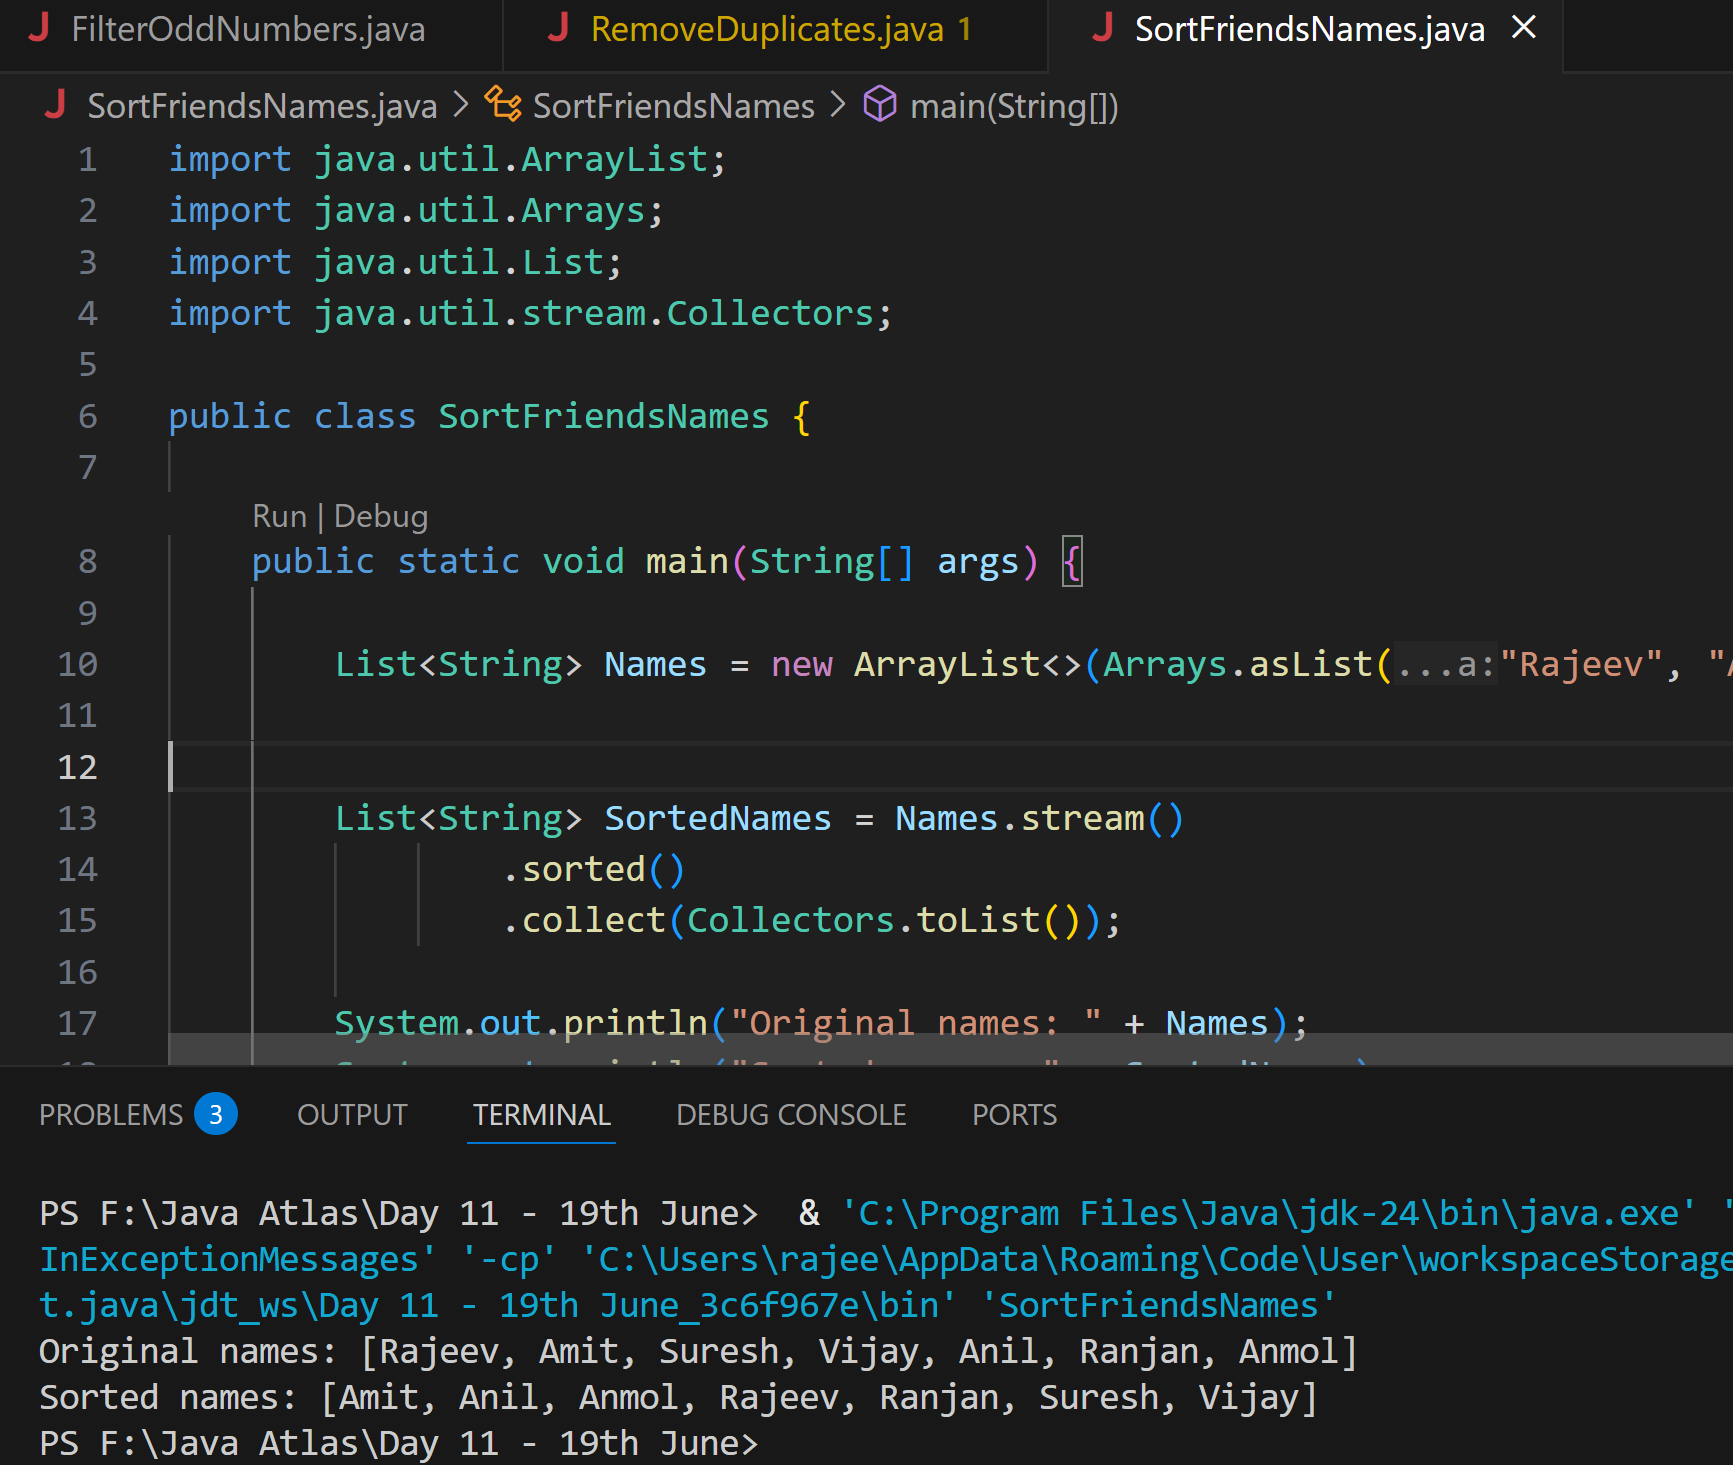 FilterOddNumbers.java
RemoveDuplicates.java 1
SortFriendsNames.java ×
SortFriendsNames.java > SortFriendsNames > main(String[])
1 import java.util.ArrayList;
2 import java.util.Arrays;
3 import java.util.List;
4 import java.util.stream.Collectors;
5
6 public class SortFriendsNames {
7
Run | Debug
8 public static void main(String[] args) {
9
10 List<String> Names = new ArrayList<>(Arrays.asList(...a:"Rajeev", "
11
12
13 List<String> SortedNames = Names.stream()
14 .sorted()
15 .collect(Collectors.toList());
16
17 System.out.println("Original names: " + Names);
PROBLEMS 3 OUTPUT TERMINAL DEBUG CONSOLE PORTS
PS F:\Java Atlas\Day 11 - 19th June>  & 'C:\Program Files\Java\jdk-24\bin\java.exe' '
InExceptionMessages' '-cp' 'C:\Users\rajee\AppData\Roaming\Code\User\workspaceStorage
t.java\jdt_ws\Day 11 - 19th June_3c6f967e\bin' 'SortFriendsNames'
Original names: [Rajeev, Amit, Suresh, Vijay, Anil, Ranjan, Anmol]
Sorted names: [Amit, Anil, Anmol, Rajeev, Ranjan, Suresh, Vijay]
PS F:\Java Atlas\Day 11 - 19th June>